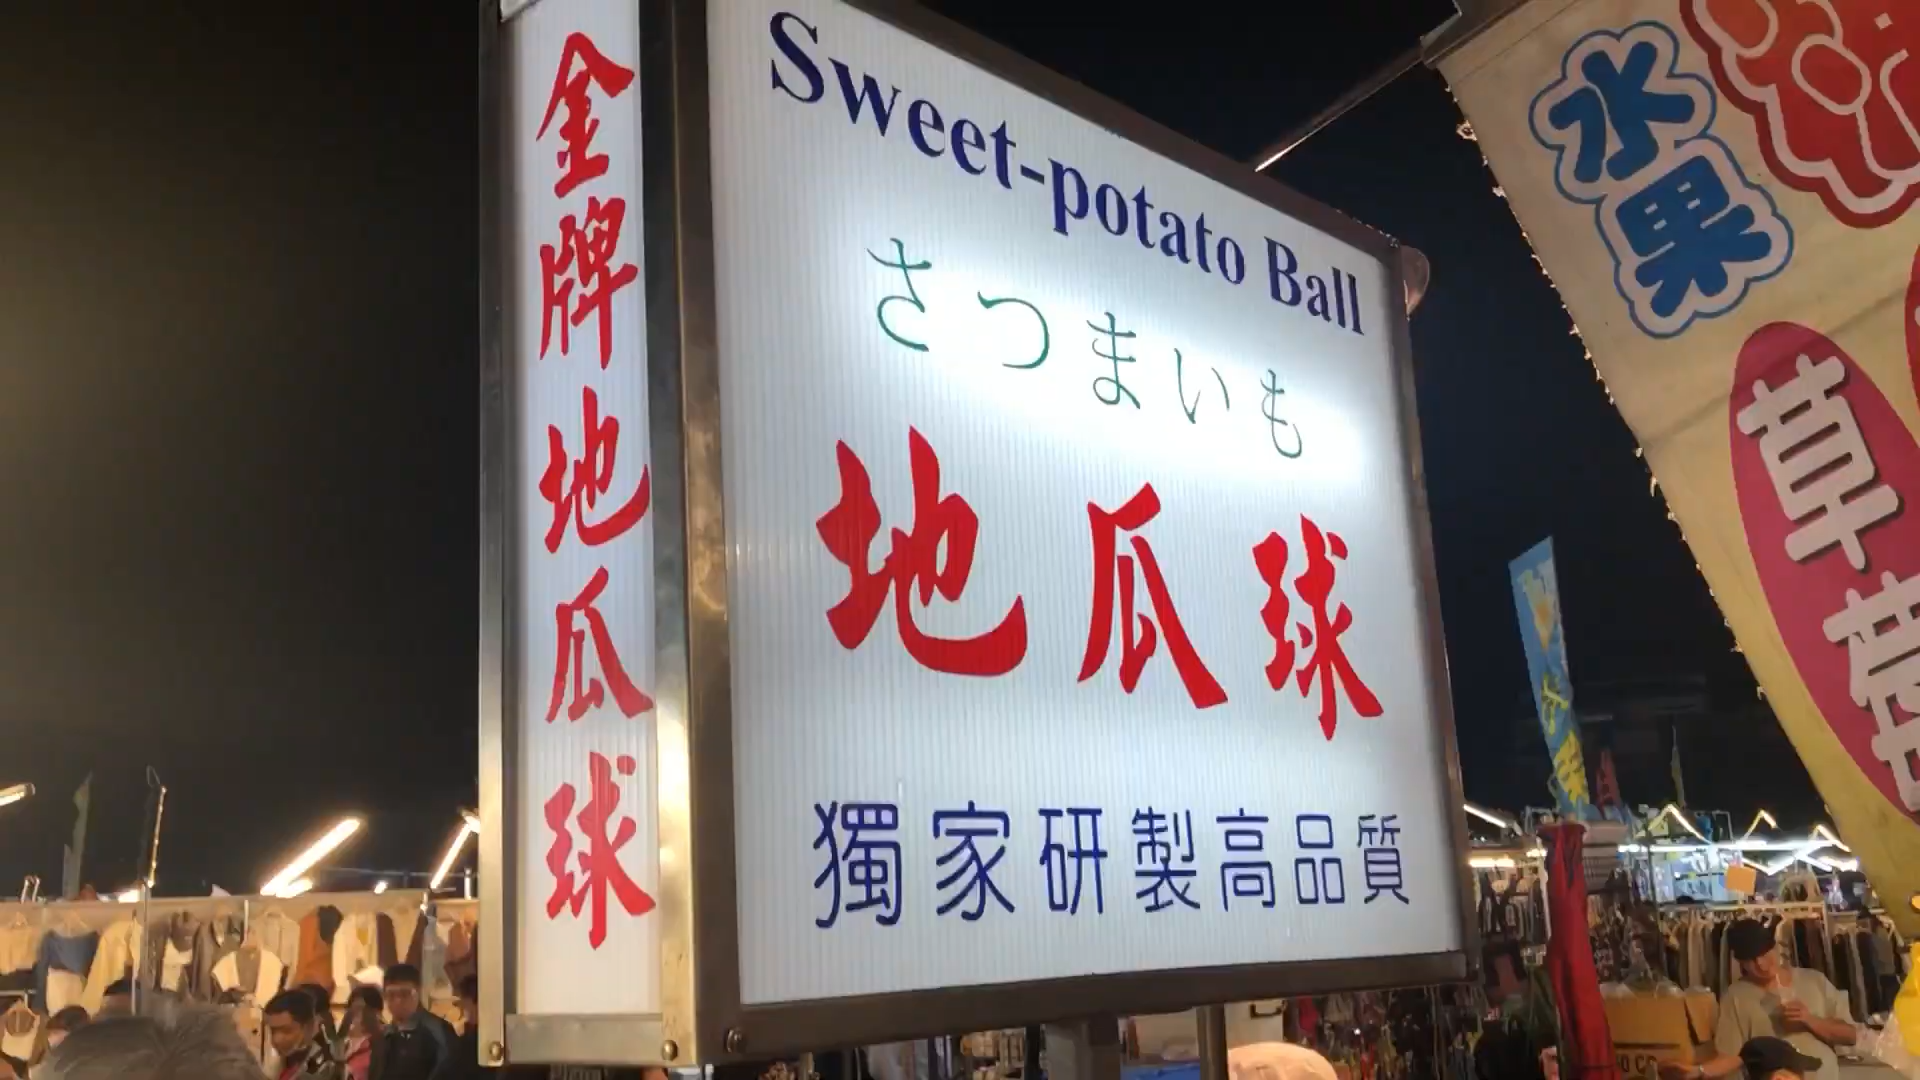 金牌地瓜球
Sweet-potato Ball
さつまいも
地瓜球
獨家研製高品質
水果
草莓